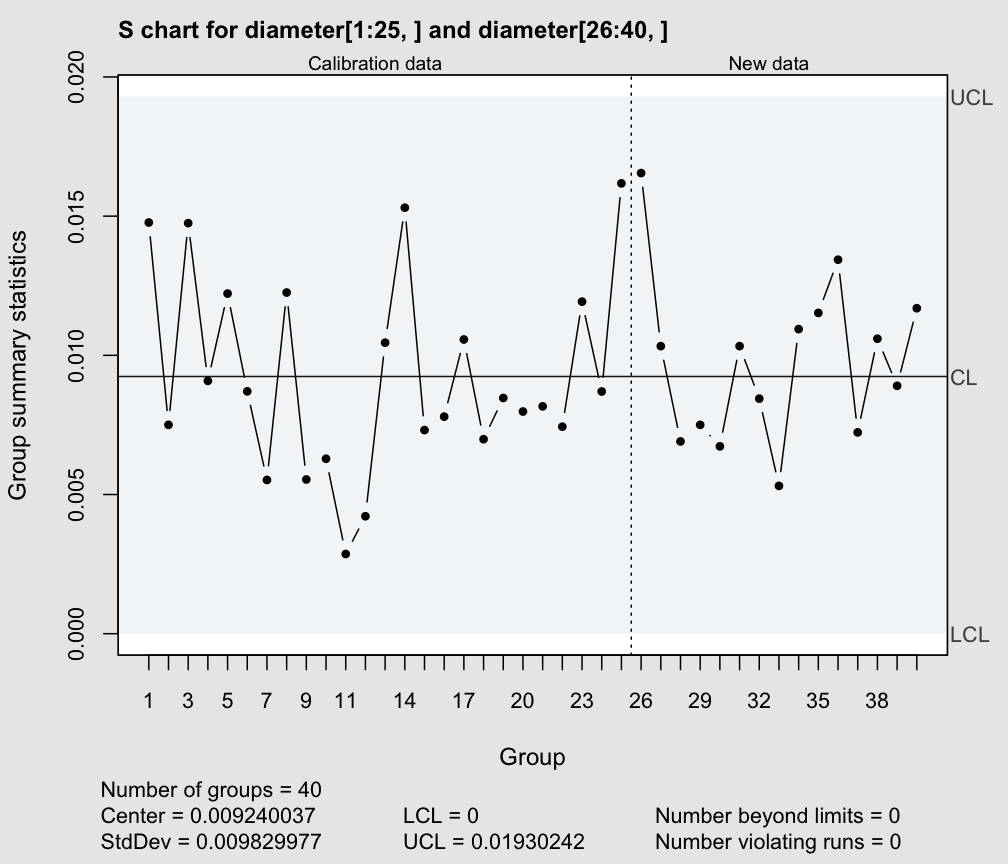 S chart for diameter[1:25, ] and diameter[26:40, ]
Calibration data New data
0.020
0.015
0.010
0.005
0.000
Group summary statistics
UCL
CL
LCL
1 3 5 7 9 11 14 17 20 23 26 29 32 35 38
Group
Number of groups = 40
Center = 0.009240037 LCL = 0 Number beyond limits = 0
StdDev = 0.009829977 UCL = 0.01930242 Number violating runs = 0